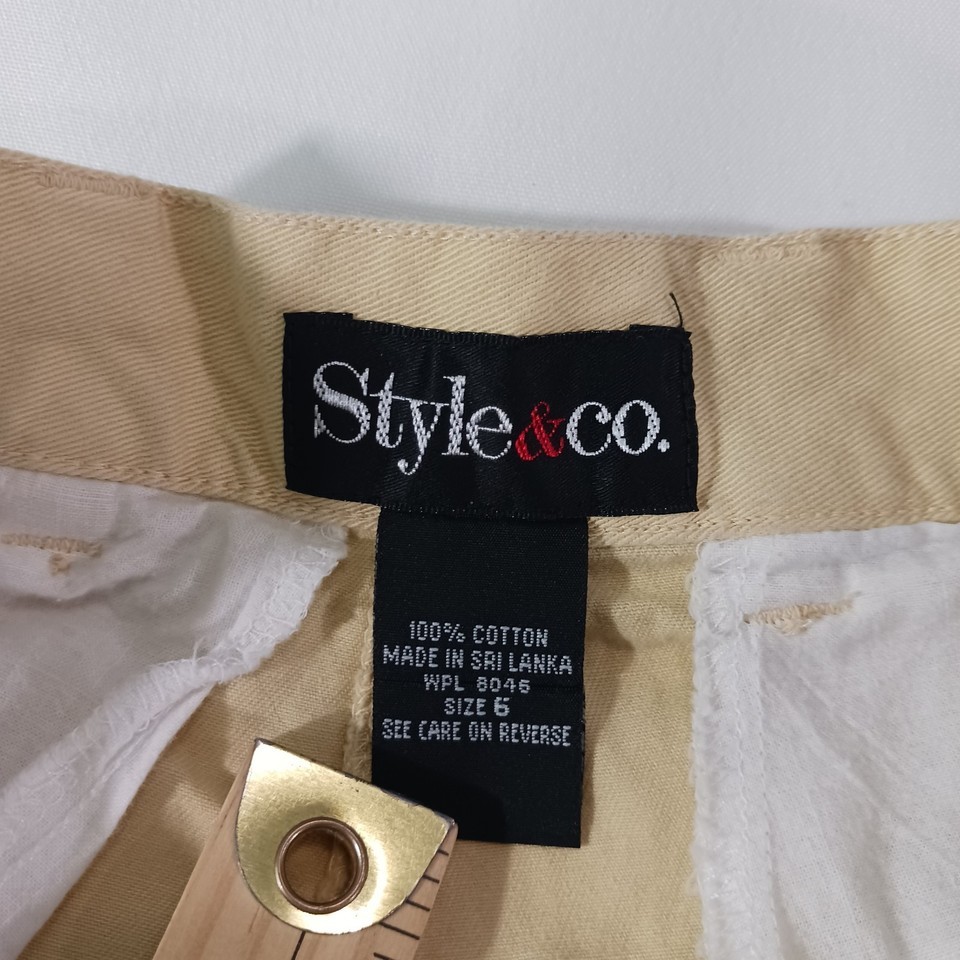 Style&co.
100% COTTON
MADE IN SRI LANKA
WPL 8046
SIZE 6
SEE CARE ON REVERSE